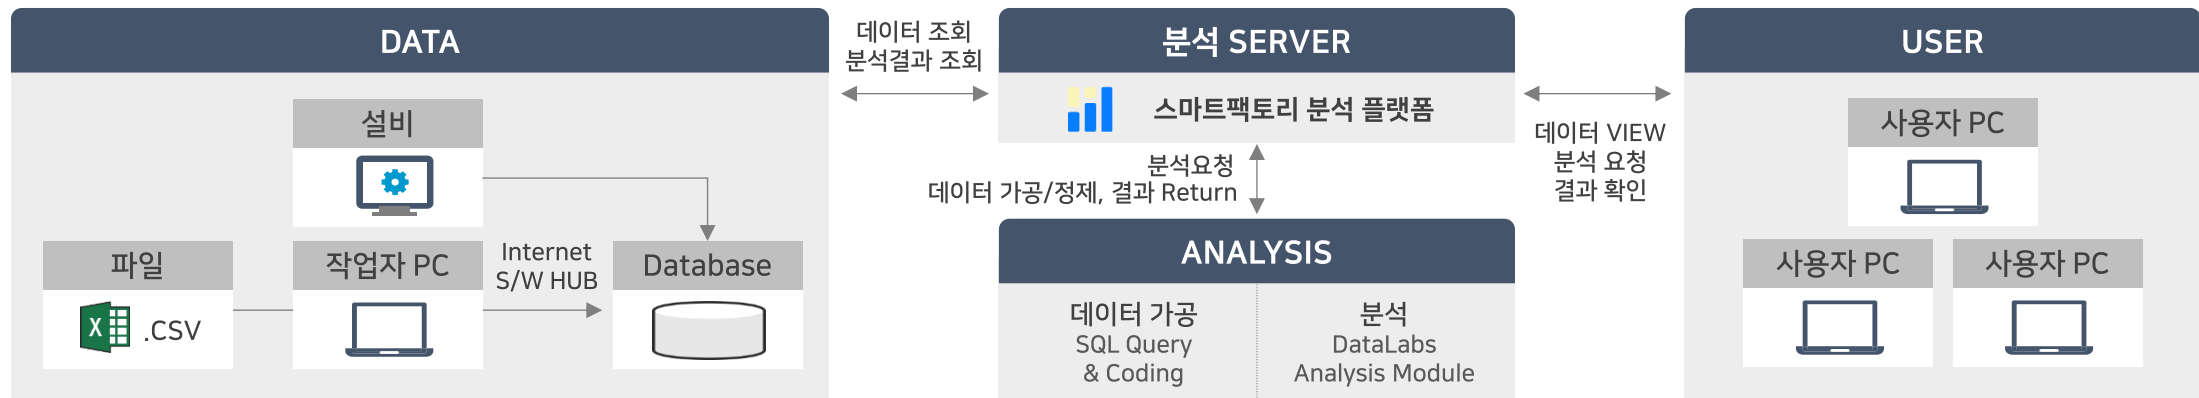 DATA
설비
파일
.CSV
작업자 PC
Internet
S/W HUB
Database
데이터 조회
분석결과 조회
분석 SERVER
스마트팩토리 분석 플랫폼
분석요청
데이터 가공/정제, 결과 Return
ANALYSIS
데이터 가공
SQL Query
& Coding
분석
DataLabs
Analysis Module
데이터 VIEW
분석 요청
결과 확인
USER
사용자 PC
사용자 PC
사용자 PC